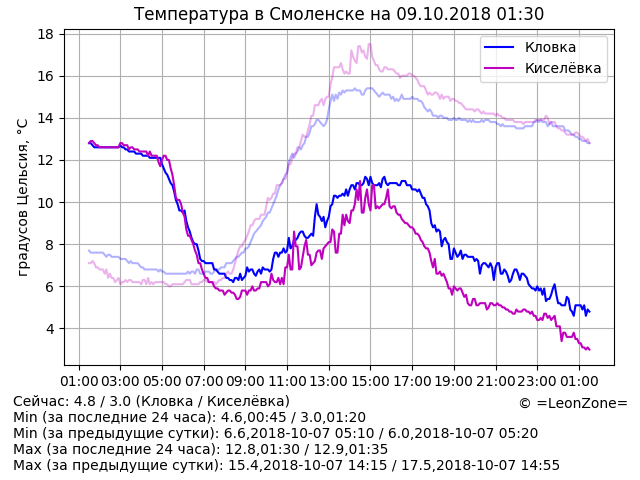 Температура в Смоленске на 09.10.2018 01:30
градусов Цельсия, °C
18
16
14
12
10
8
6
4
Кловка
Киселёвка
01:00 03:00 05:00 07:00 09:00 11:00 13:00 15:00 17:00 19:00 21:00 23:00 01:00
Сейчас: 4.8 / 3.0 (Кловка / Киселёвка)
© =LeonZone=
Min (за последние 24 часа): 4.6,00:45 / 3.0,01:20
Min (за предыдущие сутки): 6.6,2018-10-07 05:10 / 6.0,2018-10-07 05:20
Max (за последние 24 часа): 12.8,01:30 / 12.9,01:35
Max (за предыдущие сутки): 15.4,2018-10-07 14:15 / 17.5,2018-10-07 14:55